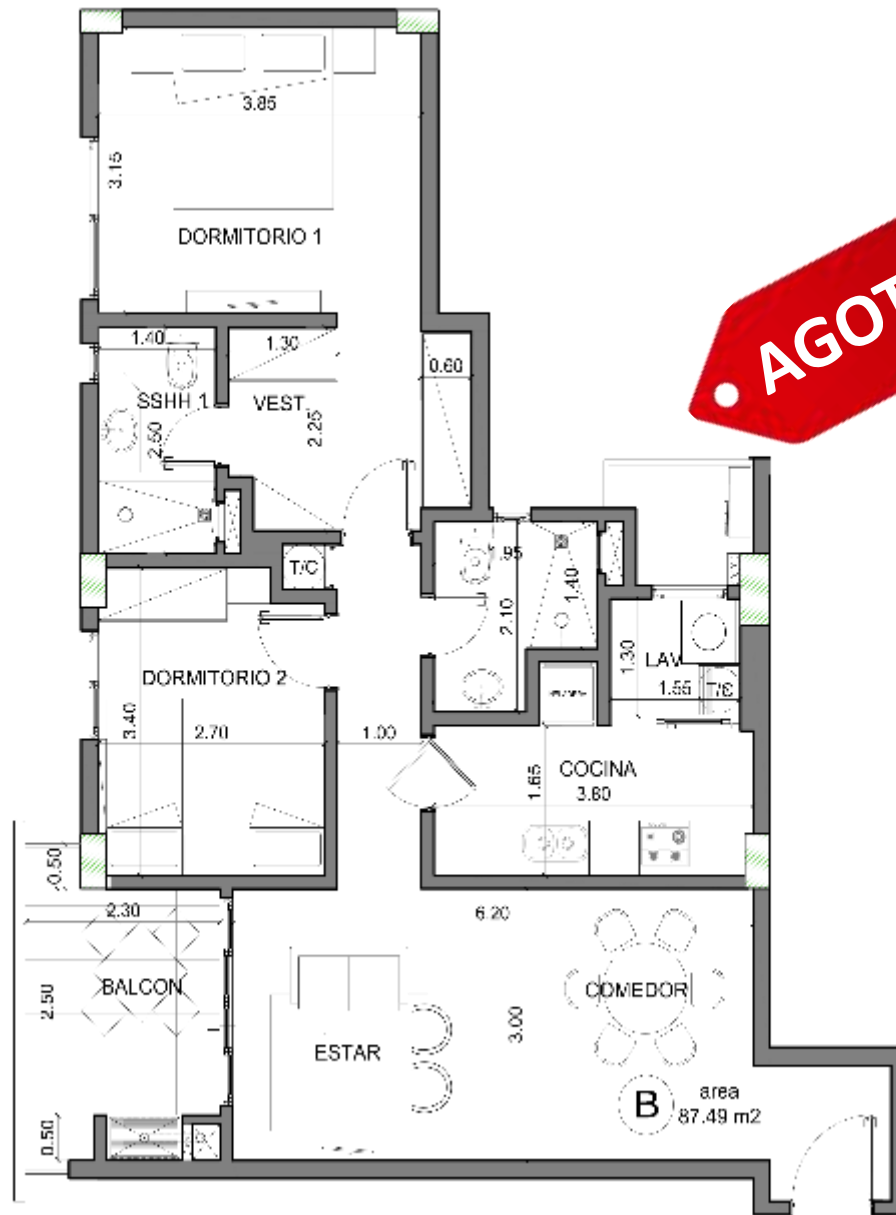 3.85
3.15
DORMITORIO 1
AGOT
1.40
1.30
0.60
SSHH 1
VEST.
2.50
2.25
T/C
.95
1.40
2.10
1.30
LAV
1.55
T/C
DORMITORIO 2
3.40
2.70
1.00
COCINA
1.65
3.60
0.50
2.30
6.20
BALCON
2.50
COMEDOR
3.00
ESTAR
B
area
87.49 m2
0.50